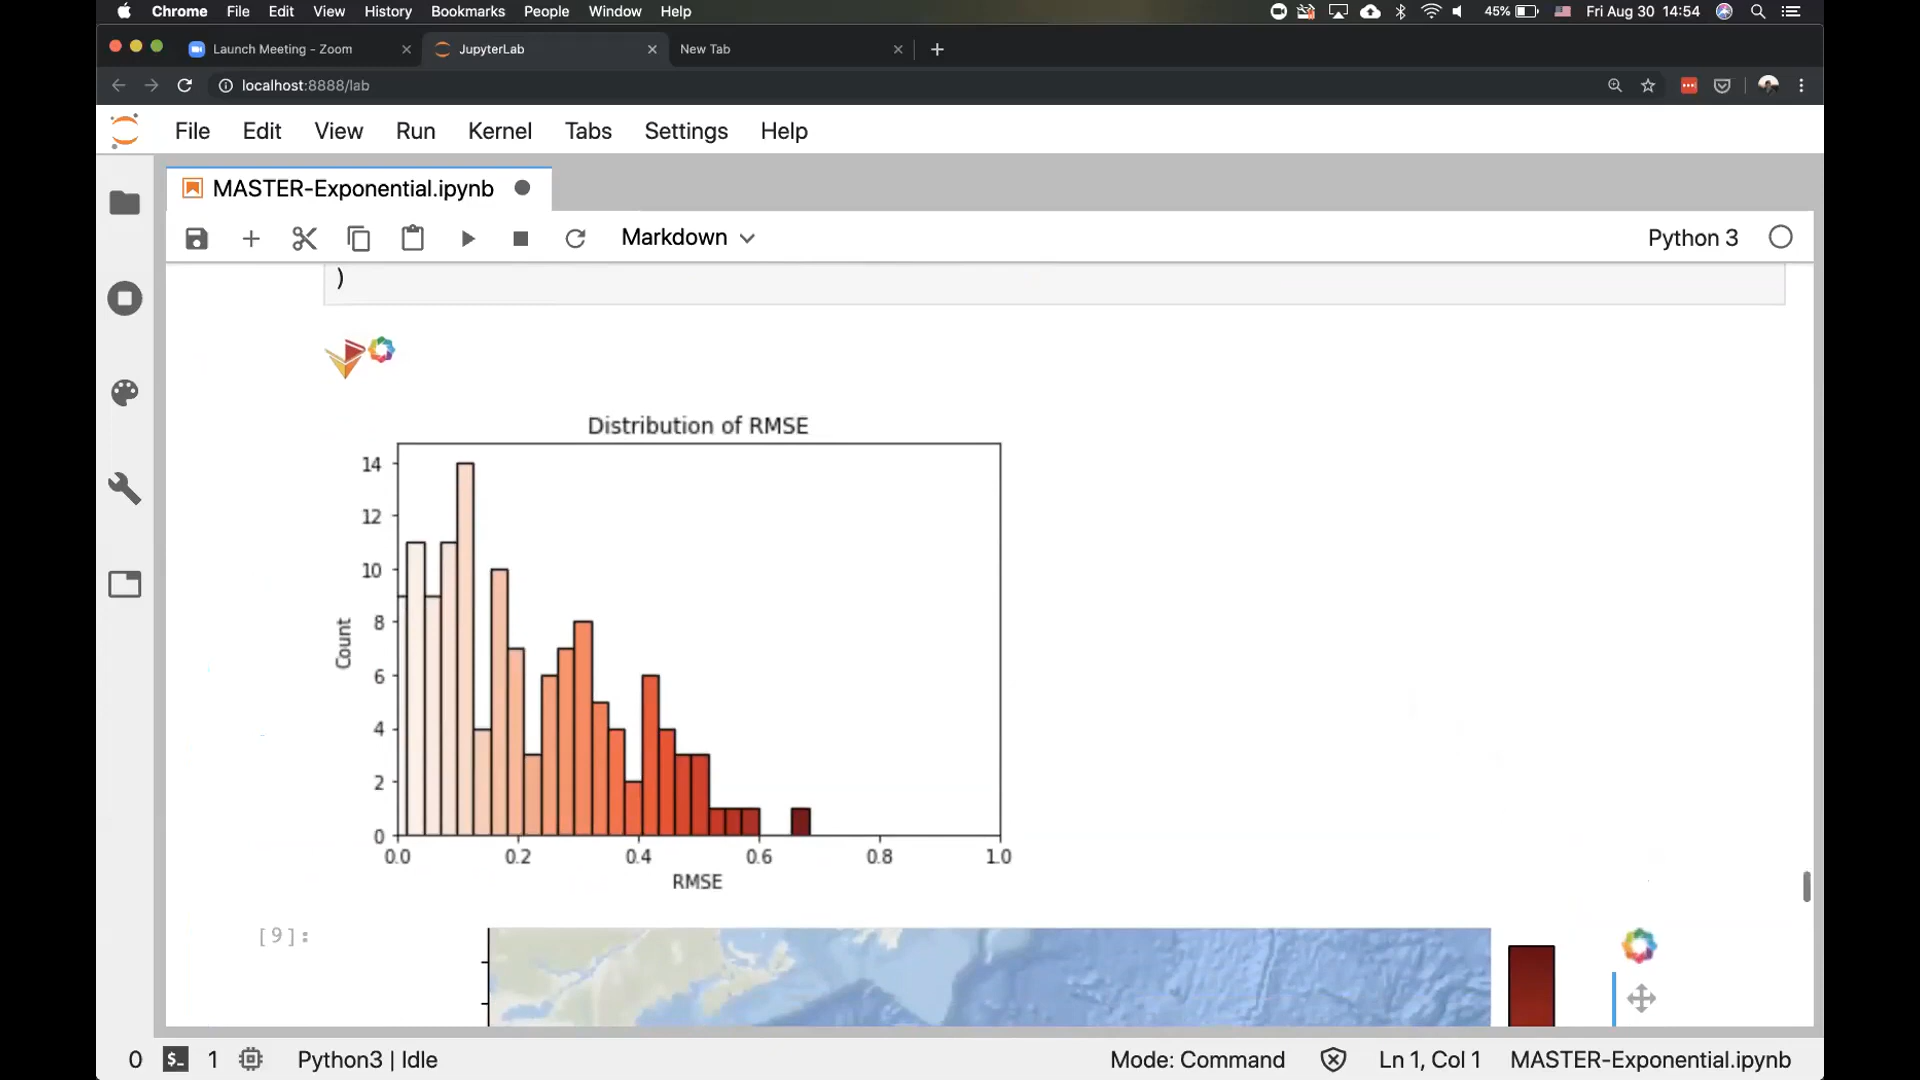 Chrome File Edit View History Bookmarks People Window Help 45% Fri Aug 30 14:54
Launch Meeting - Zoom JupyterLab New Tab
localhost:8888/lab
File Edit View Run Kernel Tabs Settings Help
MASTER-Exponential.ipynb
Markdown Python 3
)
Distribution of RMSE
14
12
10
8
6
4
2
0
Count
0.0 0.2 0.4 0.6 0.8 1.0
RMSE
[9]:
0 1 Python3 | Idle Mode: Command Ln 1, Col 1 MASTER-Exponential.ipynb